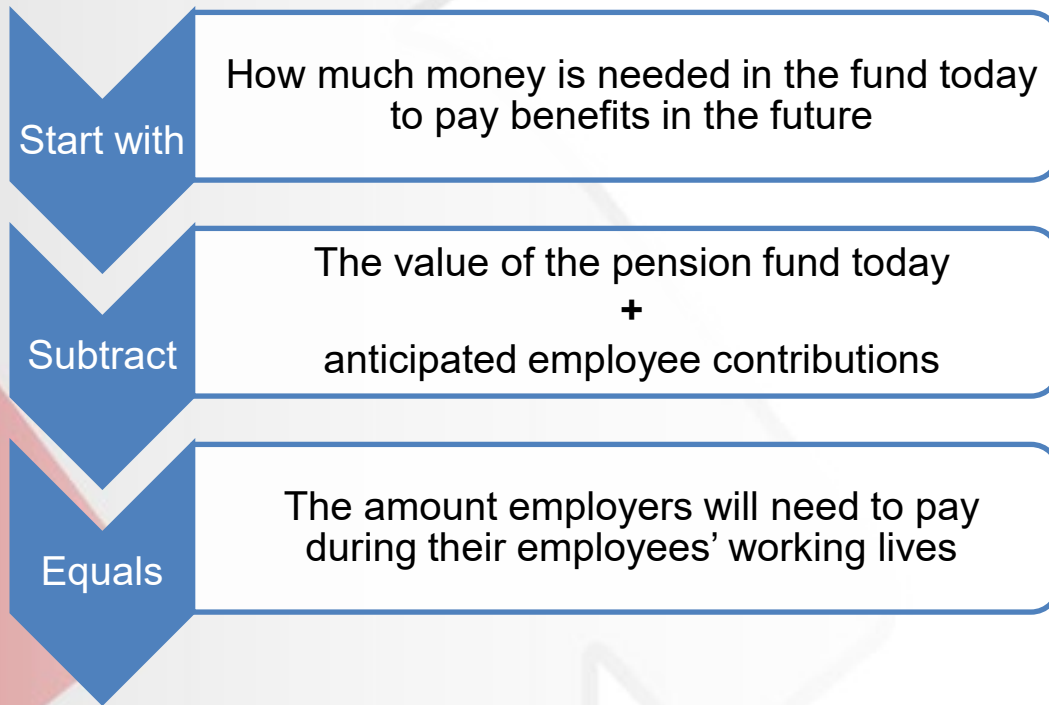 Start with
How much money is needed in the fund today
to pay benefits in the future
Subtract
The value of the pension fund today
+
anticipated employee contributions
Equals
The amount employers will need to pay
during their employees’ working lives